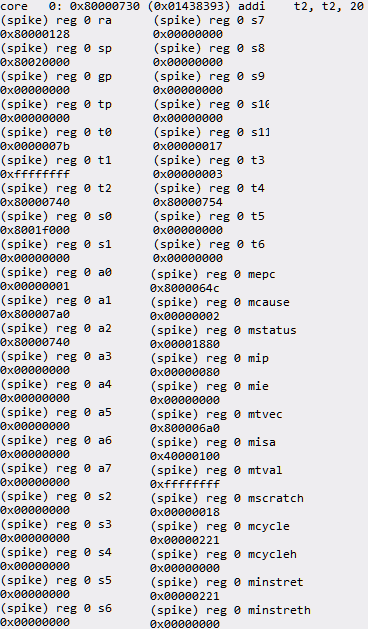 core   0: 0x80000730 (0x01438393) addi    t2, t2, 20
(spike) reg 0 ra
0x80000128
(spike) reg 0 sp
0x80020000
(spike) reg 0 gp
0x00000000
(spike) reg 0 tp
0x00000000
(spike) reg 0 t0
0x0000007b
(spike) reg 0 t1
0xffffffff
(spike) reg 0 t2
0x80000740
(spike) reg 0 s0
0x8001f000
(spike) reg 0 s1
0x00000000
(spike) reg 0 a0
0x00000001
(spike) reg 0 a1
0x800007a0
(spike) reg 0 a2
0x80000740
(spike) reg 0 a3
0x00000000
(spike) reg 0 a4
0x00000000
(spike) reg 0 a5
0x00000000
(spike) reg 0 a6
0x00000000
(spike) reg 0 a7
0x00000000
(spike) reg 0 s2
0x00000000
(spike) reg 0 s3
0x00000000
(spike) reg 0 s4
0x00000000
(spike) reg 0 s5
0x00000000
(spike) reg 0 s6
0x00000000
(spike) reg 0 s7
0x00000000
(spike) reg 0 s8
0x00000000
(spike) reg 0 s9
0x00000000
(spike) reg 0 s10
0x00000000
(spike) reg 0 s11
0x00000017
(spike) reg 0 t3
0x00000003
(spike) reg 0 t4
0x80000754
(spike) reg 0 t5
0x00000000
(spike) reg 0 t6
0x00000000
(spike) reg 0 mepc
0x8000064c
(spike) reg 0 mcause
0x00000002
(spike) reg 0 mstatus
0x00001880
(spike) reg 0 mip
0x00000080
(spike) reg 0 mie
0x00000000
(spike) reg 0 mtvec
0x800006a0
(spike) reg 0 misa
0x40000100
(spike) reg 0 mtval
0xffffffff
(spike) reg 0 mscratch
0x00000018
(spike) reg 0 mcycle
0x00000221
(spike) reg 0 mcycleh
0x00000000
(spike) reg 0 minstret
0x00000221
(spike) reg 0 minstreth
0x00000000